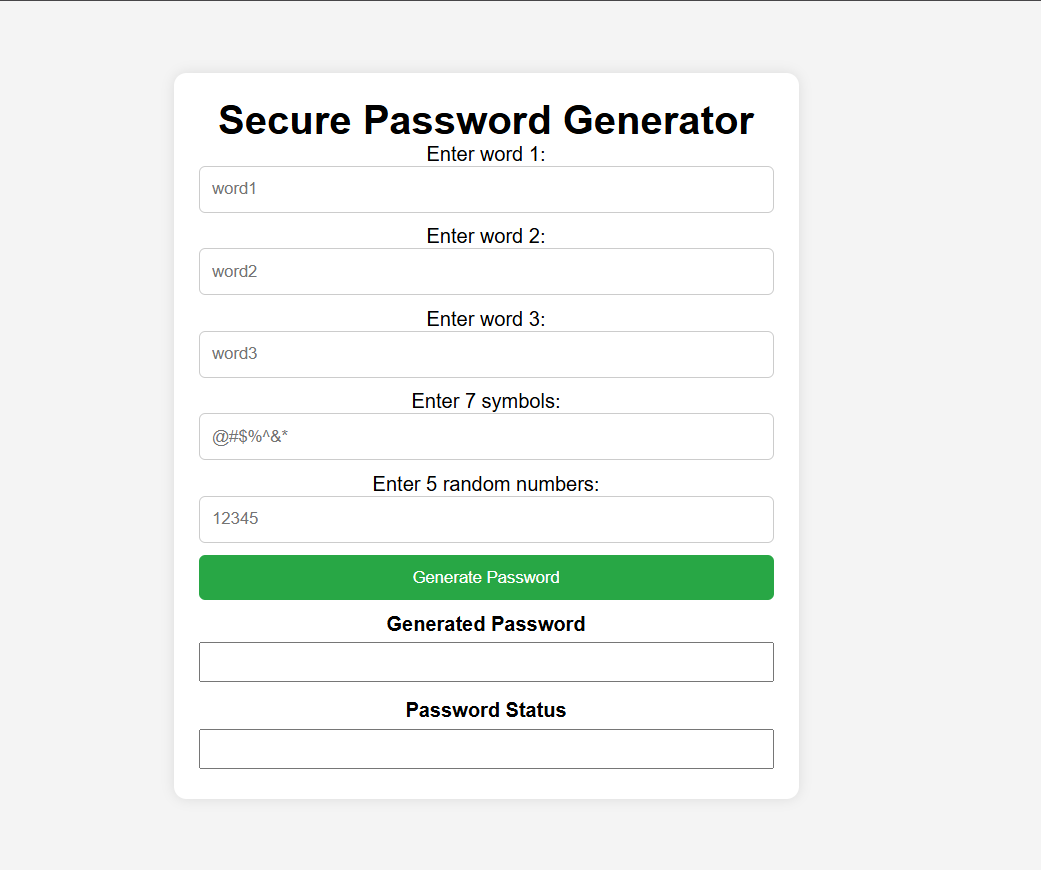 Secure Password Generator
Enter word 1:
word1
Enter word 2:
word2
Enter word 3:
word3
Enter 7 symbols:
@#$%^&*
Enter 5 random numbers:
12345
Generate Password
Generated Password
Password Status